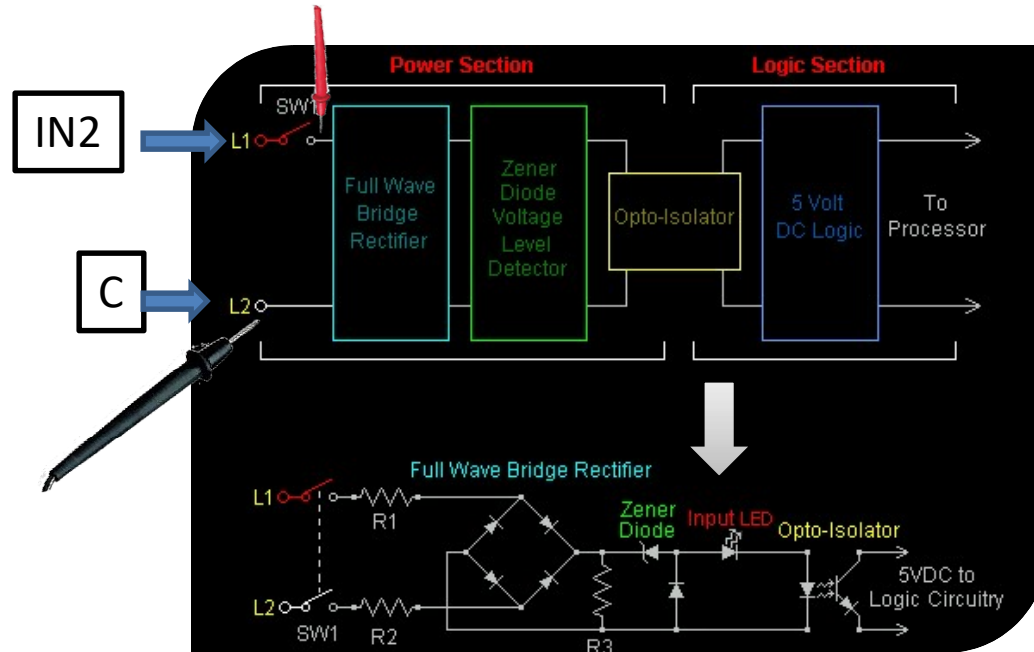 Power Section
Logic Section
IN2
SW1
L1
Full Wave
Bridge
Rectifier
Zener
Diode
Voltage
Level
Detector
Opto-Isolator
5 Volt
DC Logic
To
Processor
C
L2
Full Wave Bridge Rectifier
L1
R1
Zener
Diode
Input LED
Opto-Isolator
5VDC to
Logic Circuitry
L2
SW1
R2
R3